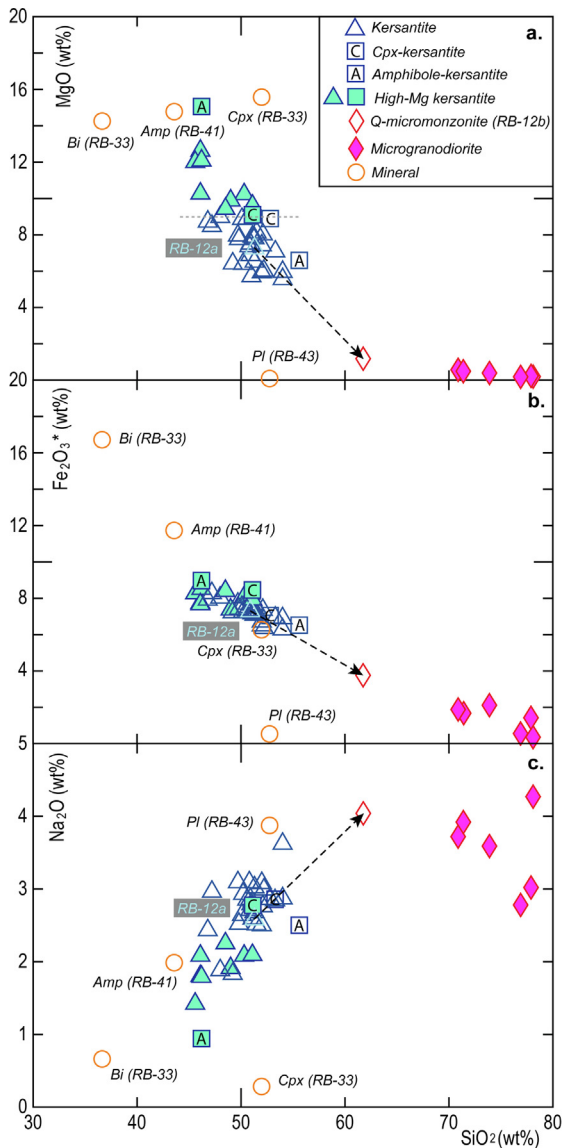 20
a.
MgO (wt%)
Kersantite
C
Cpx-kersantite
A
Amphibole-kersantite
High-Mg kersantite
Q-micromonzonite (RB-12b)
Microgranodiorite
Mineral
A
16
Cpx (RB-33)
Amp (RB-41)
Bi (RB-33)
12
C
C
8
RB-12a
A
4
Pl (RB-43)
20
b.
Fe2O3* (wt%)
Bi (RB-33)
16
12
Amp (RB-41)
A
C
8
C
A
RB-12a
Cpx (RB-33)
4
Pl (RB-43)
5
c.
Na2O (wt%)
4
Pl (RB-43)
3
C
C
RB-12a
A
2
Amp (RB-41)
1
A
Bi (RB-33)
Cpx (RB-33)
0
30
40
50
60
70
80
SiO2(wt%)